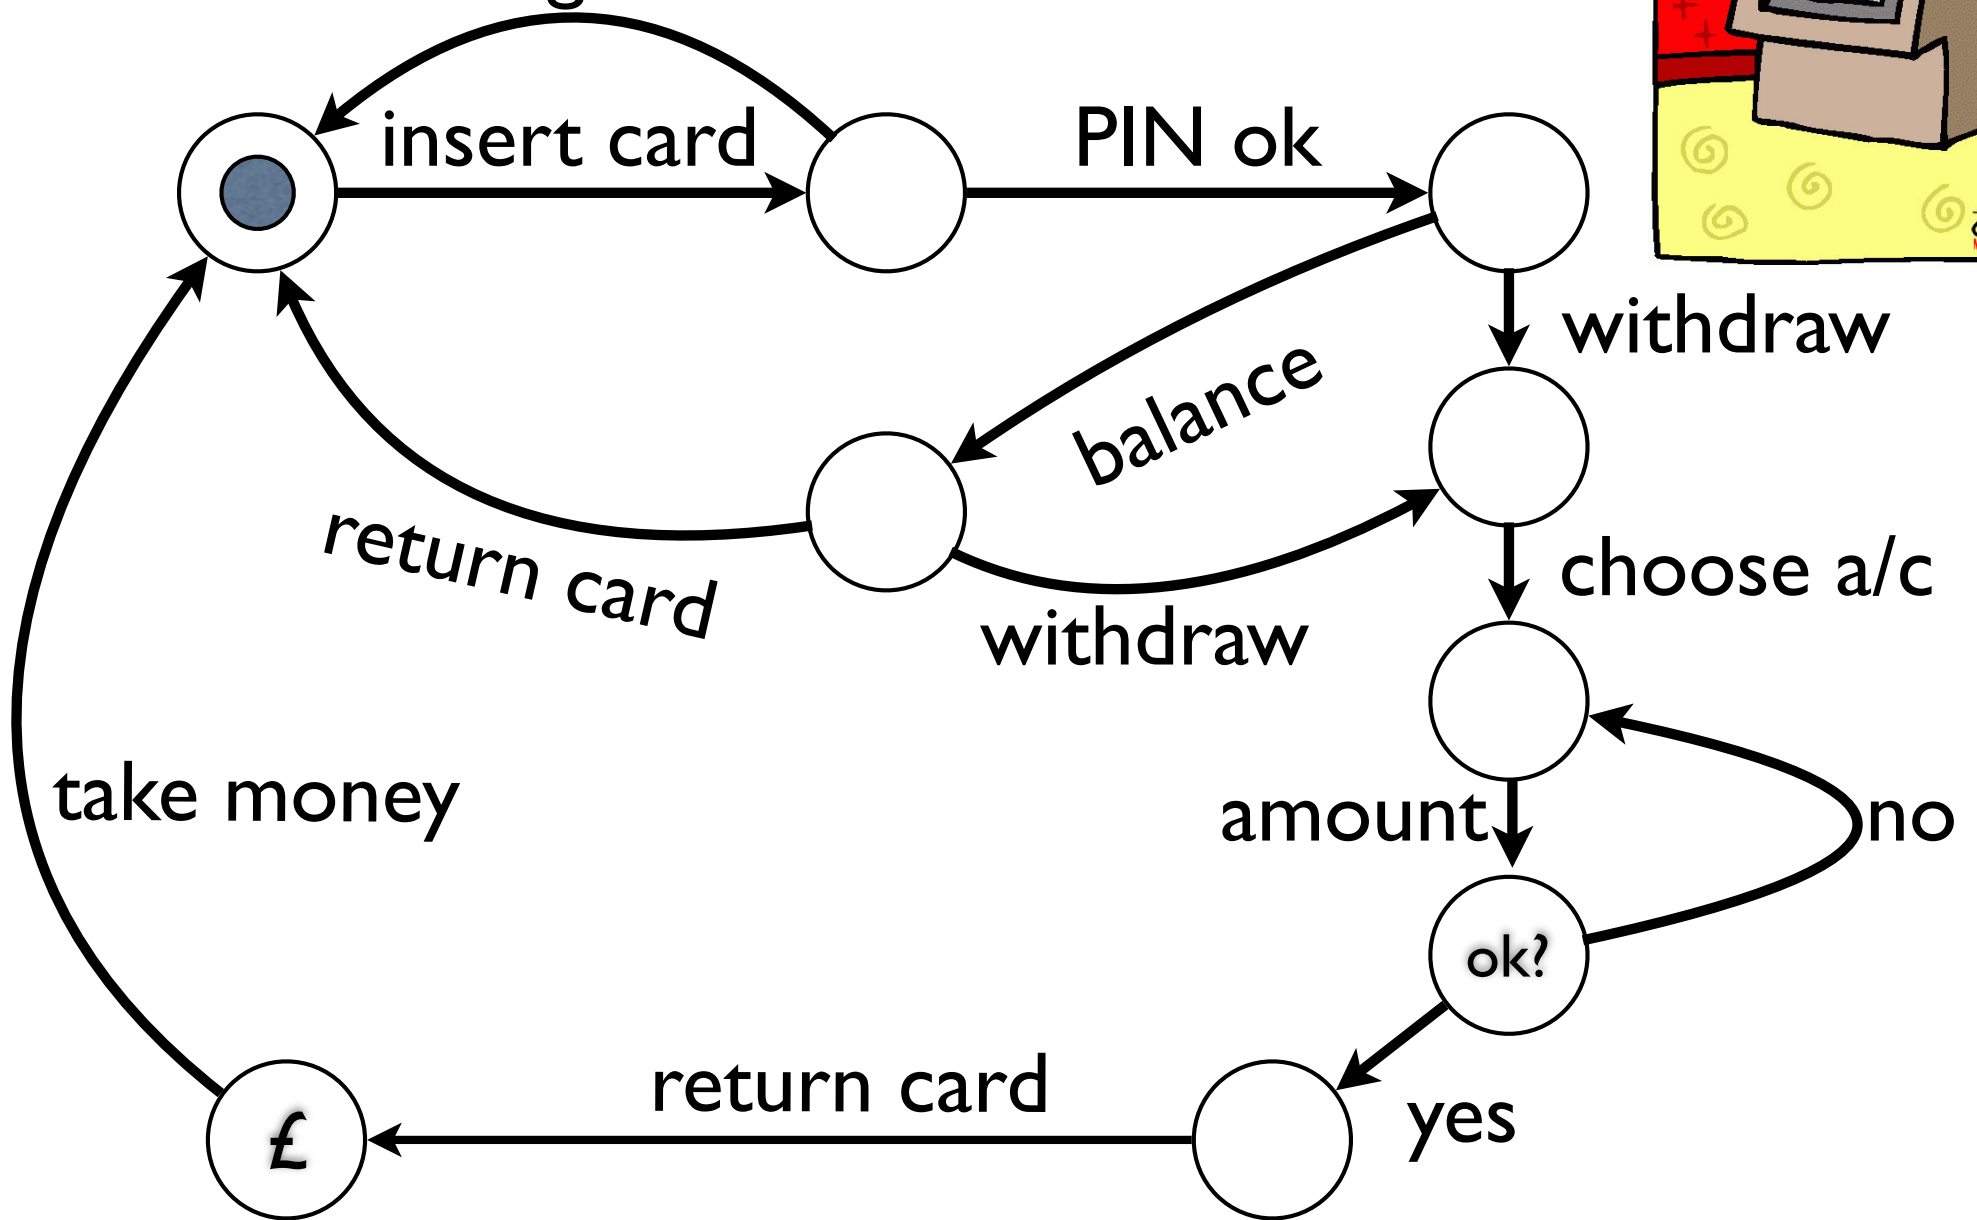 insert card
PIN ok
withdraw
balance
return card
withdraw
choose a/c
take money
amount
no
ok?
return card
yes
£